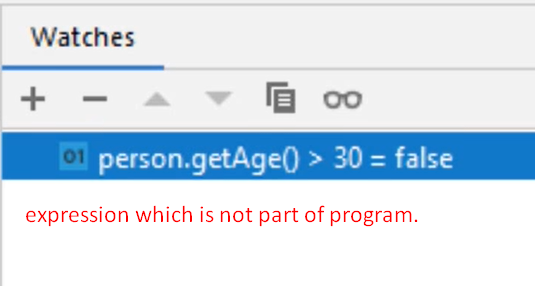 Watches
01 person.getAge() > 30 = false
expression which is not part of program.